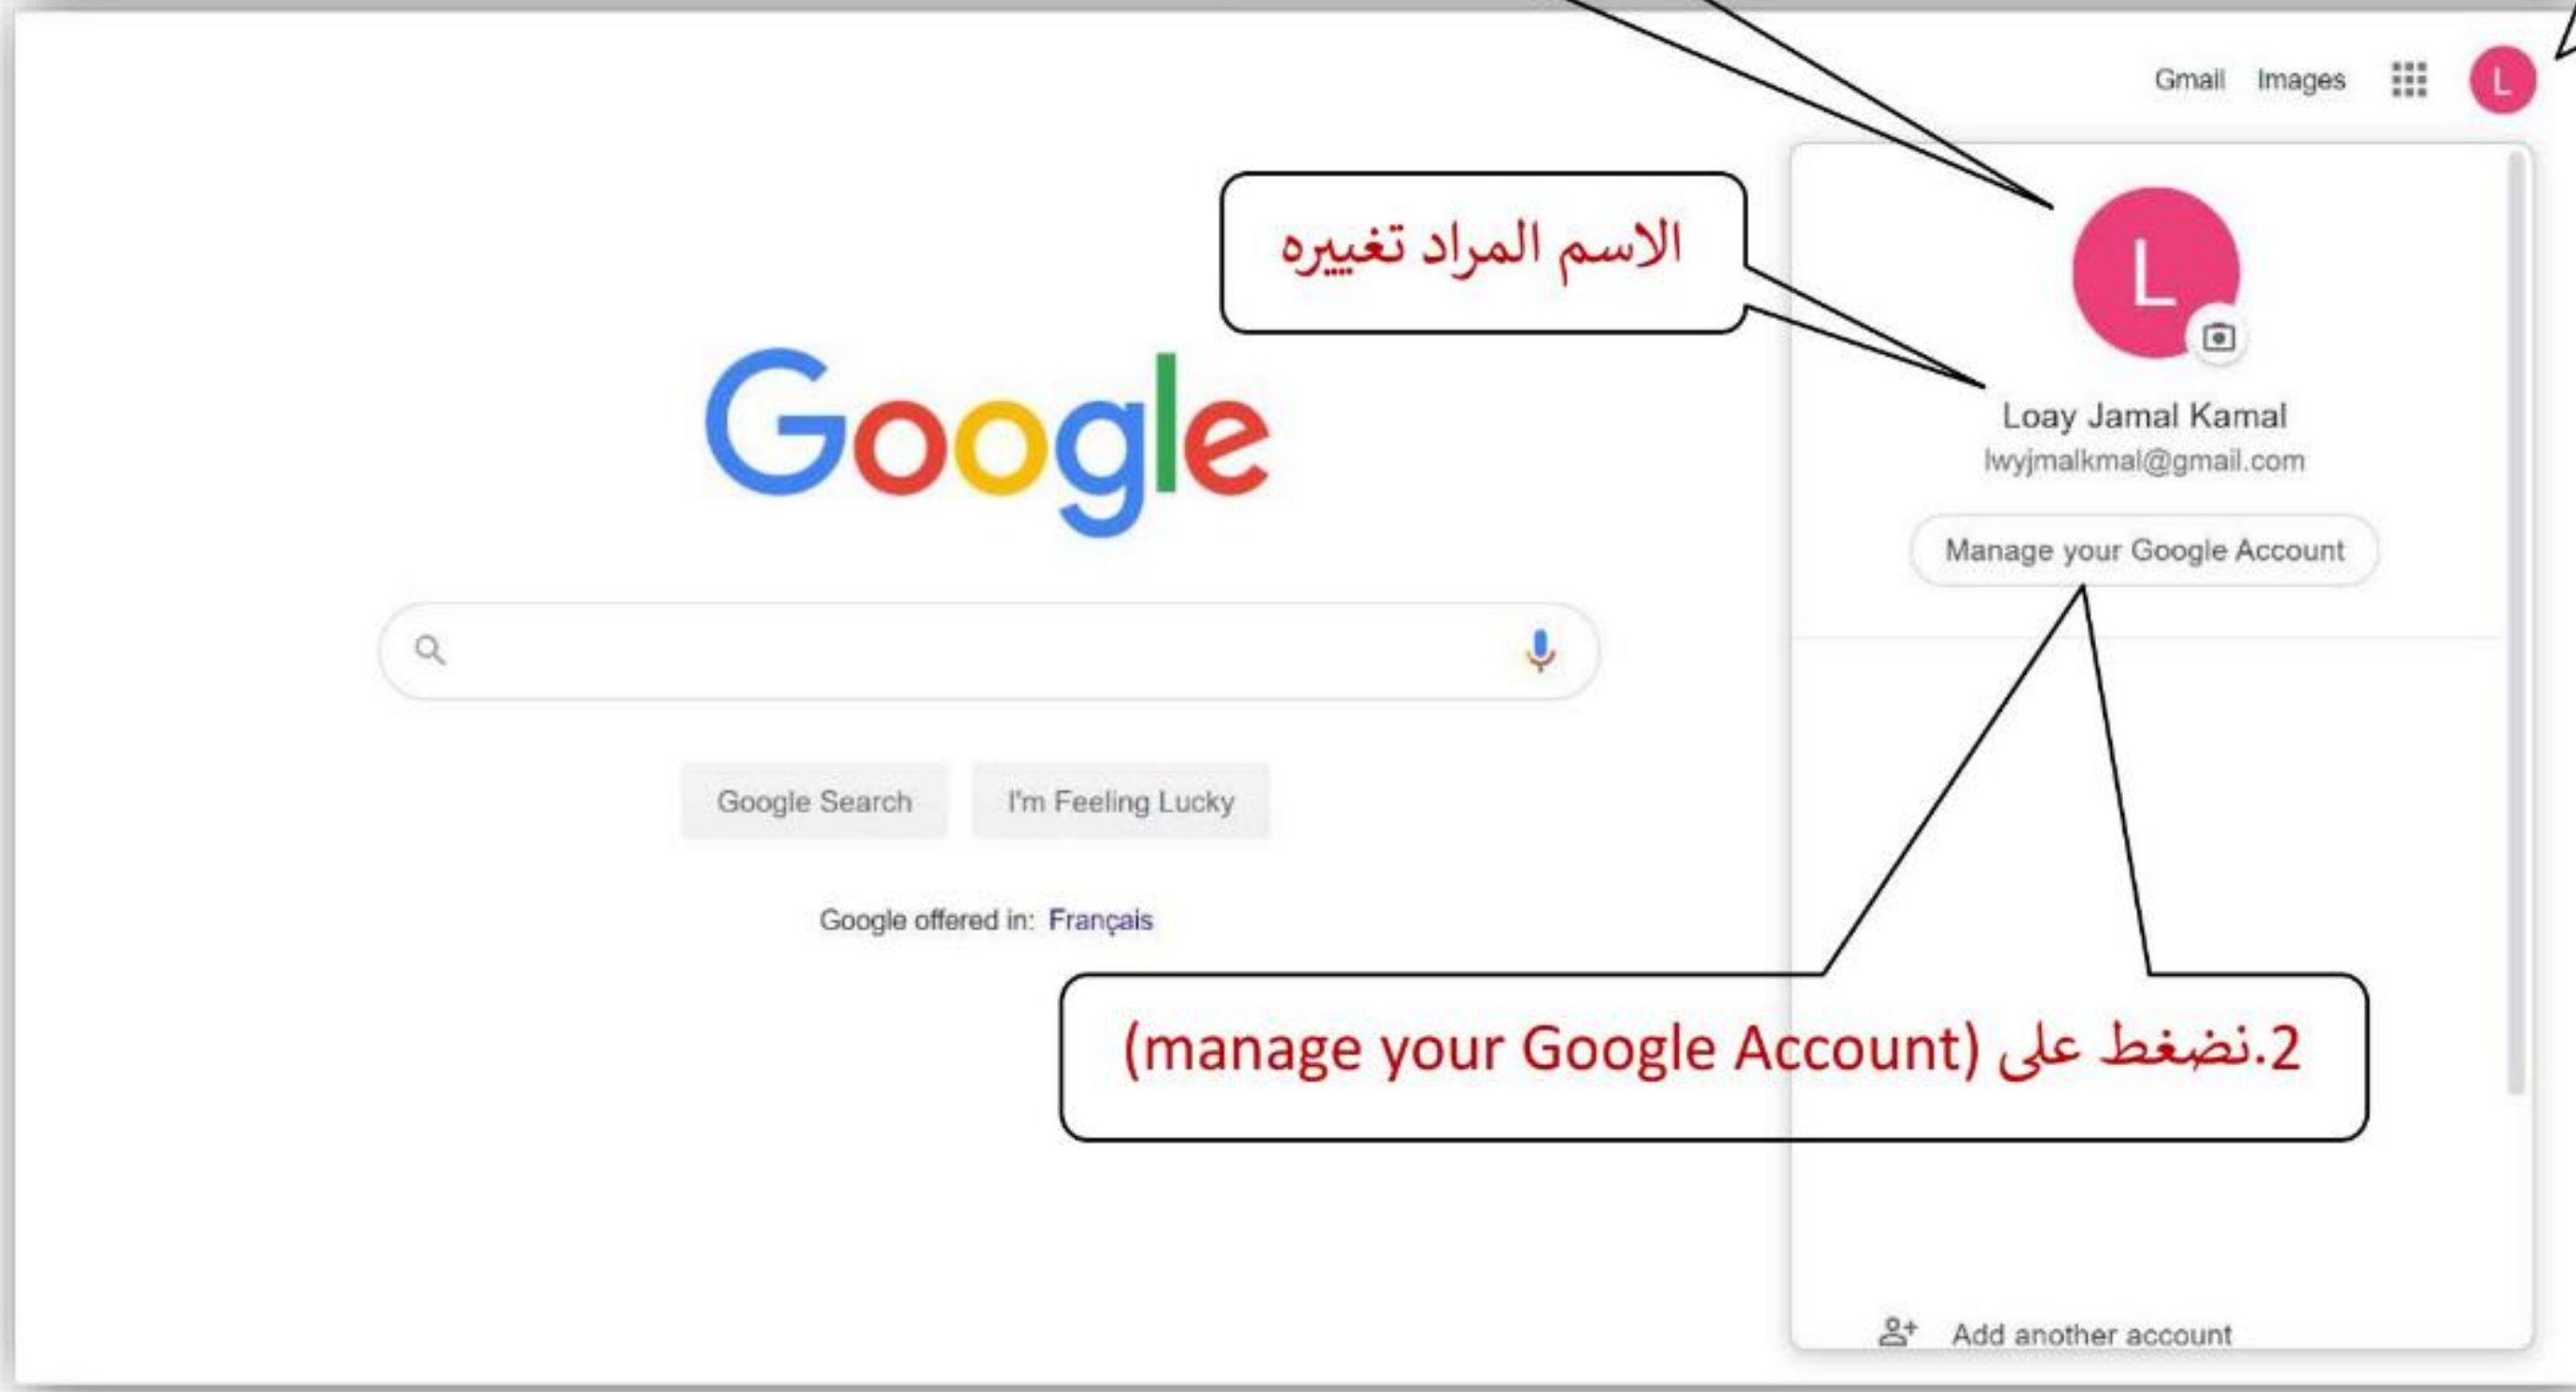 Gmail Images L
L
الاسم المراد تغييره
Loay Jamal Kamal
lwyjmalkmal@gmail.com
Google
Manage your Google Account
Google Search I'm Feeling Lucky
Google offered in: Français
2.نضغط على (manage your Google Account)
Add another account